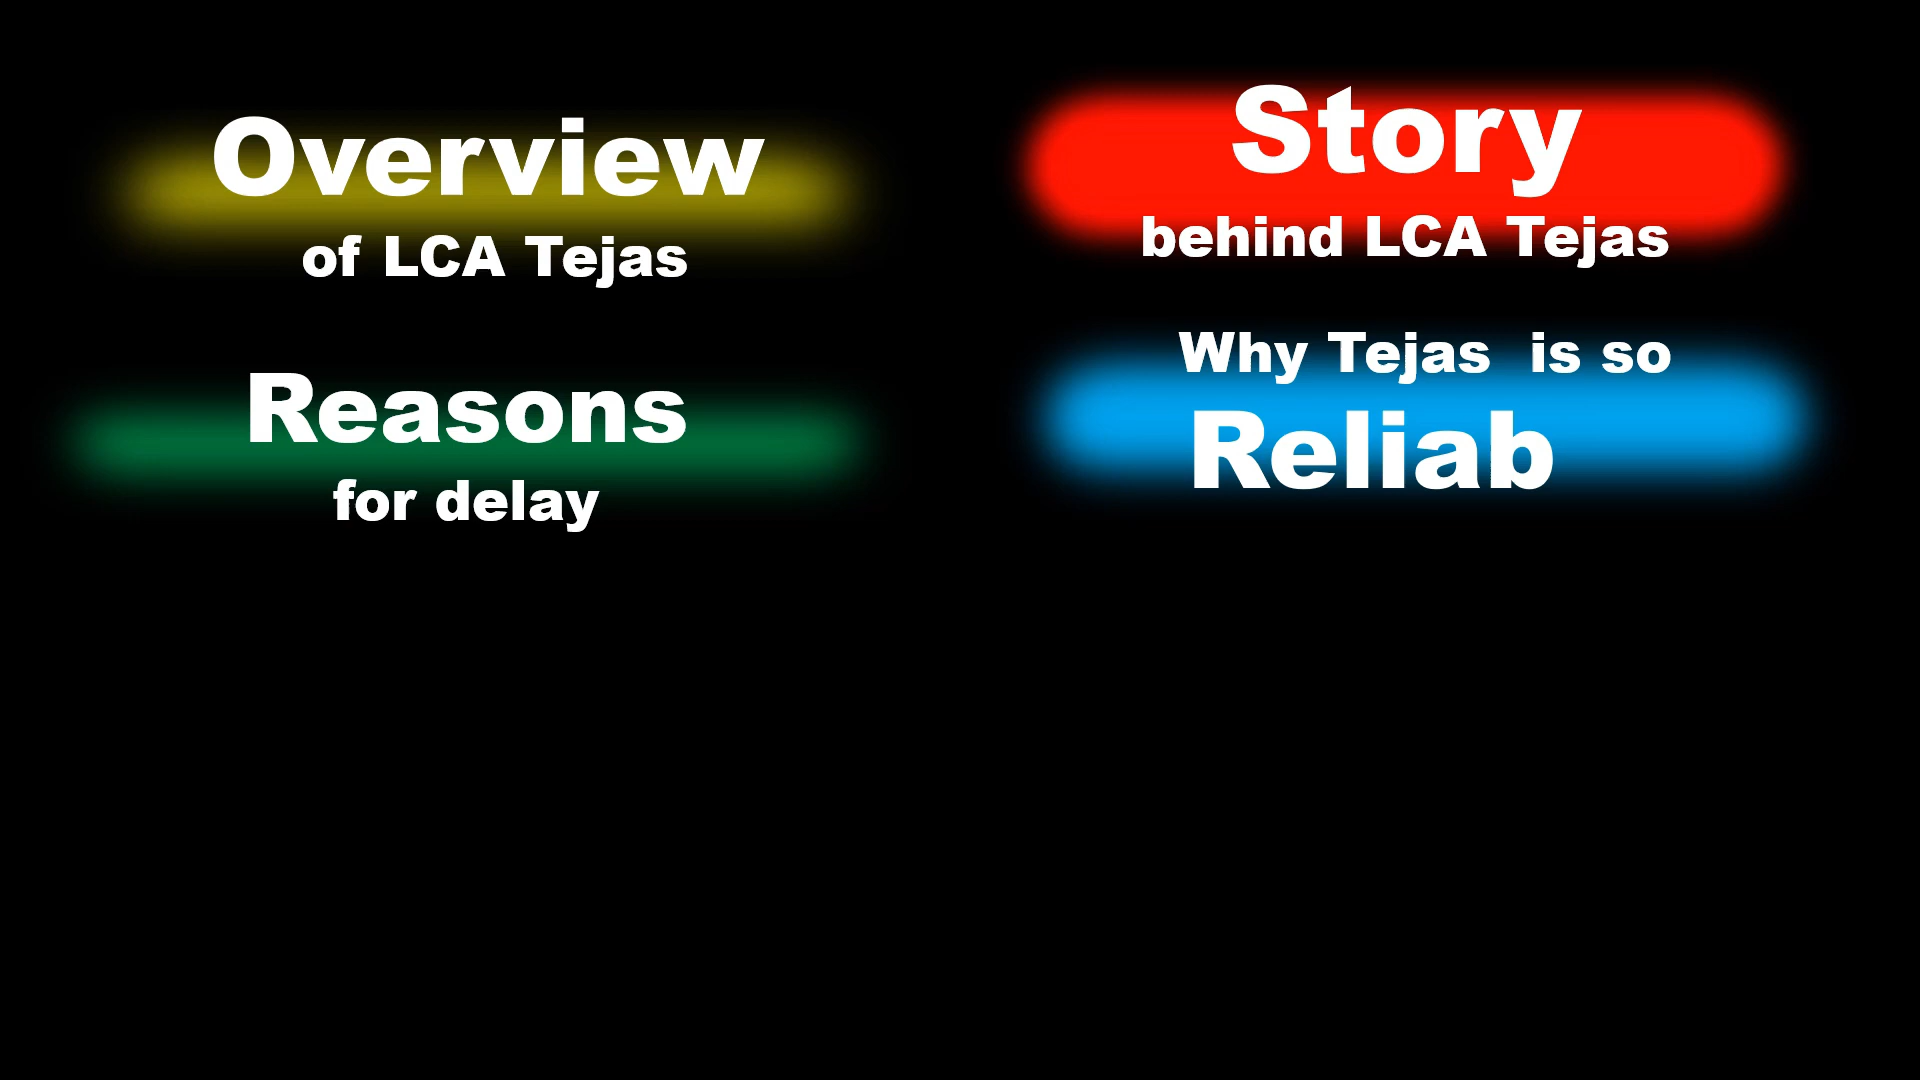 Overview
of LCA Tejas
Story
behind LCA Tejas
Reasons
for delay
Why Tejas  is so
Reliab